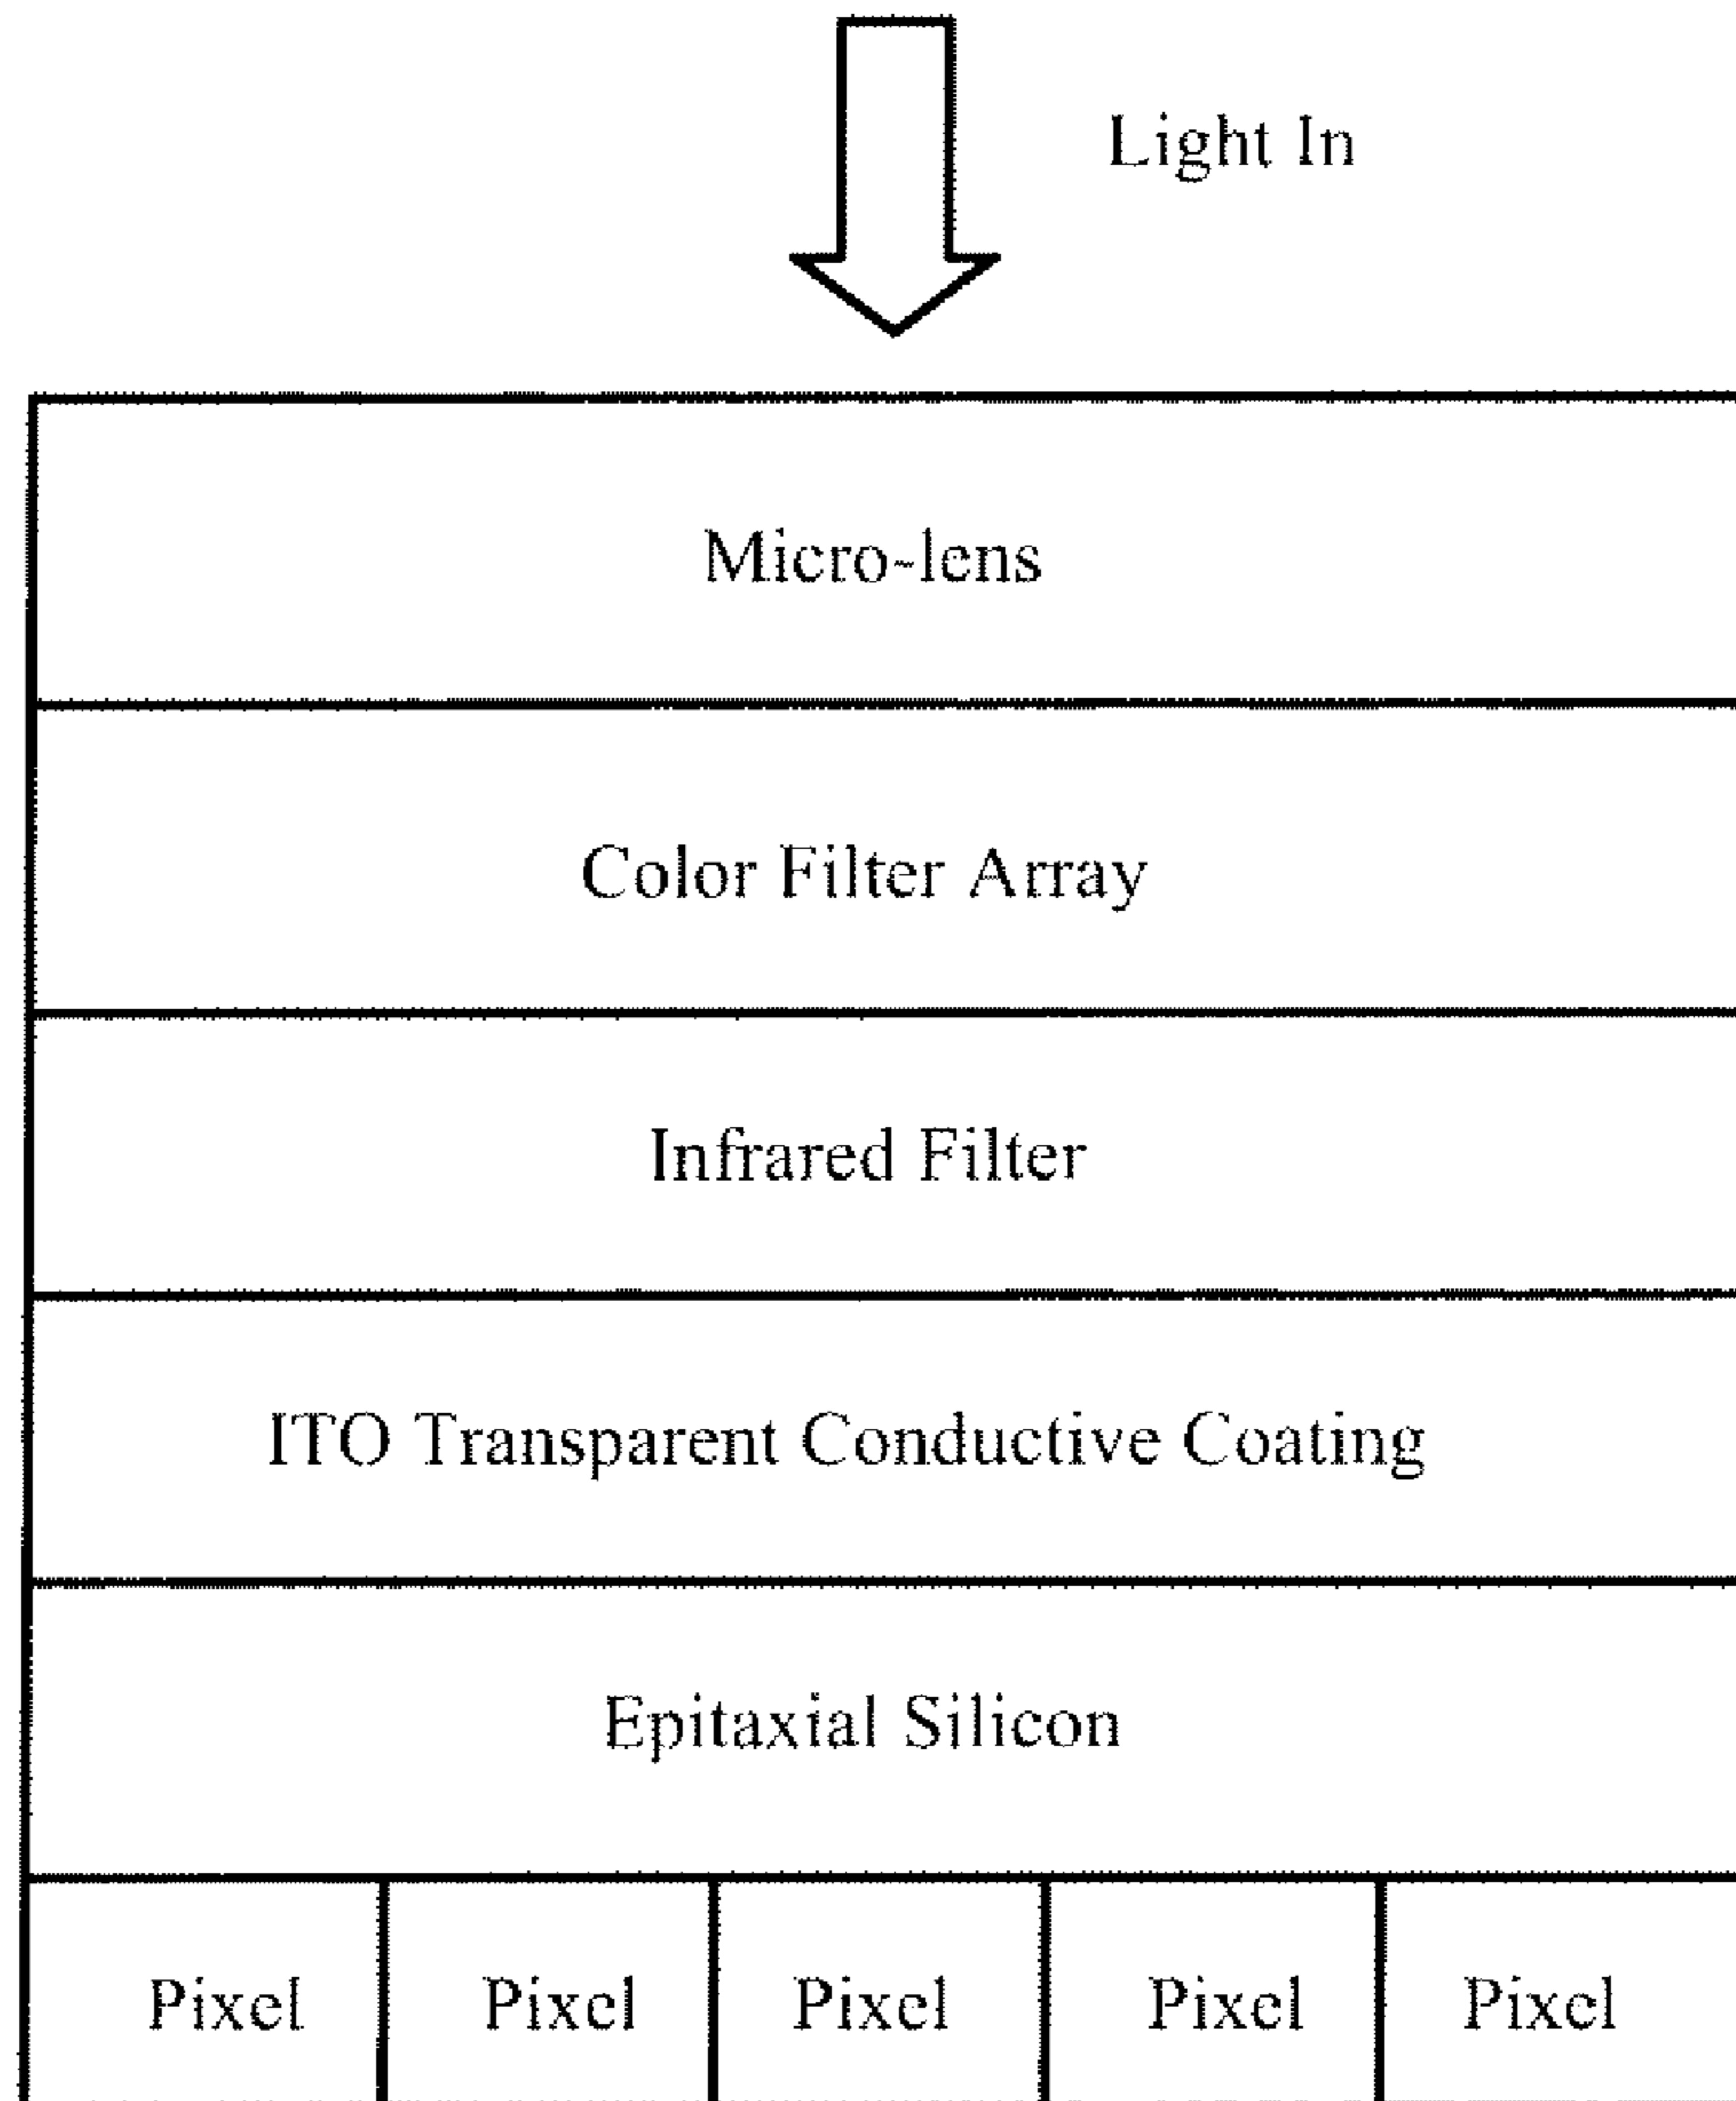 Light In
Micro-lens
Color Filter Array
Infrared Filter
ITO Transparent Conductive Coating
Epitaxial Silicon
Pixel Pixel Pixel Pixel Pixel